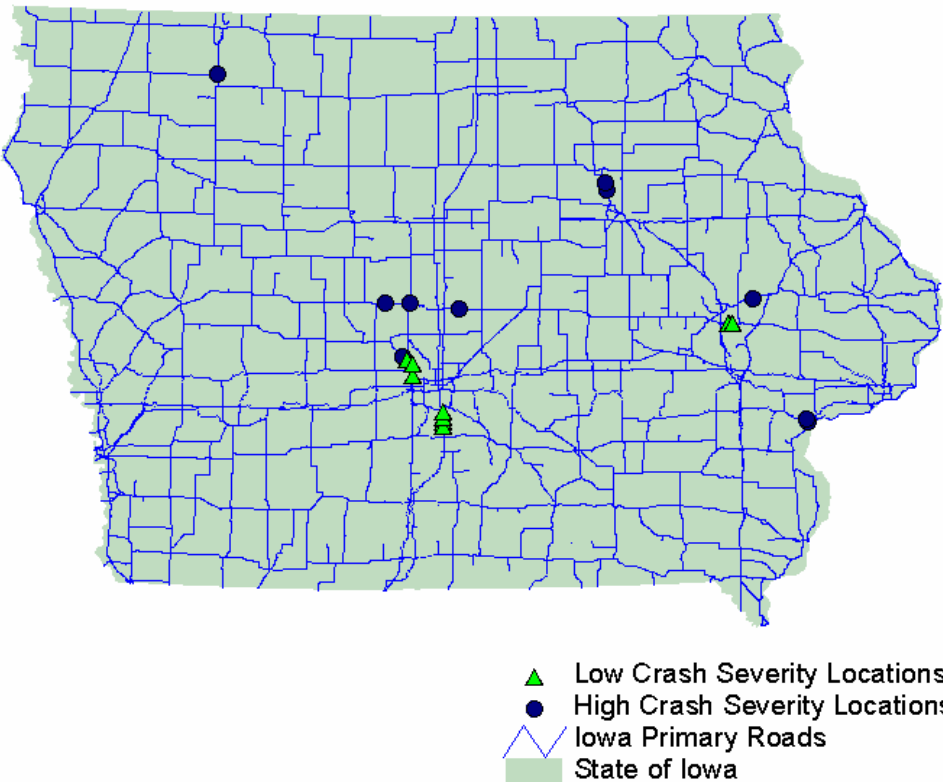 Low Crash Severity Locations
High Crash Severity Locations
Iowa Primary Roads
State of Iowa